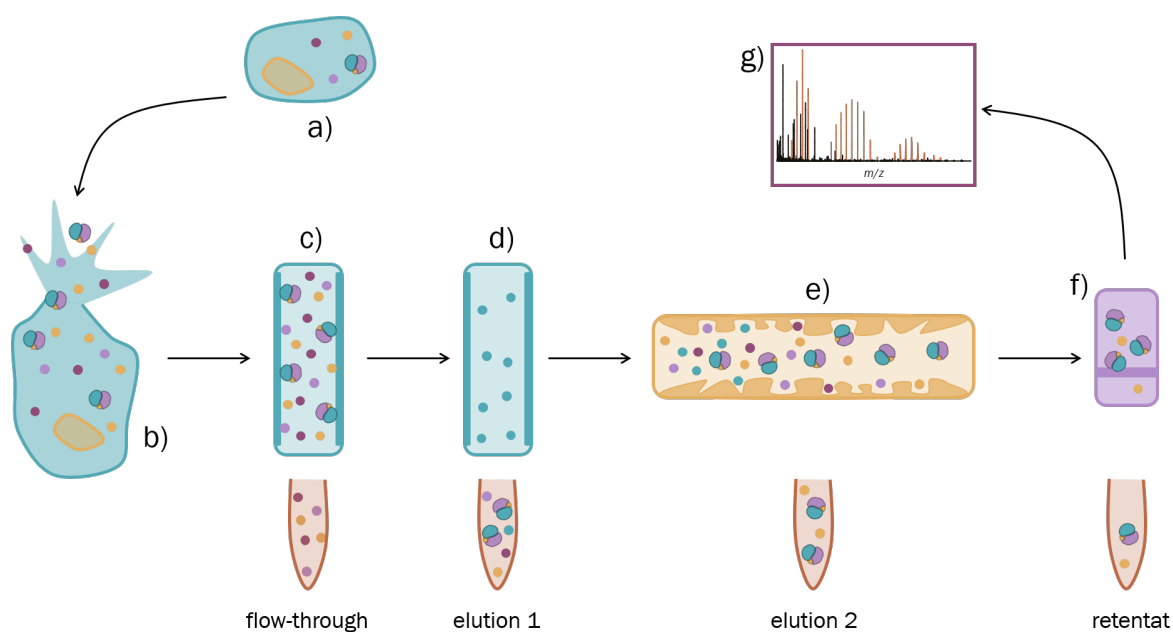 a)
g)
m/z
c)
d)
e)
f)
b)
flow-through
elution 1
elution 2
retentat